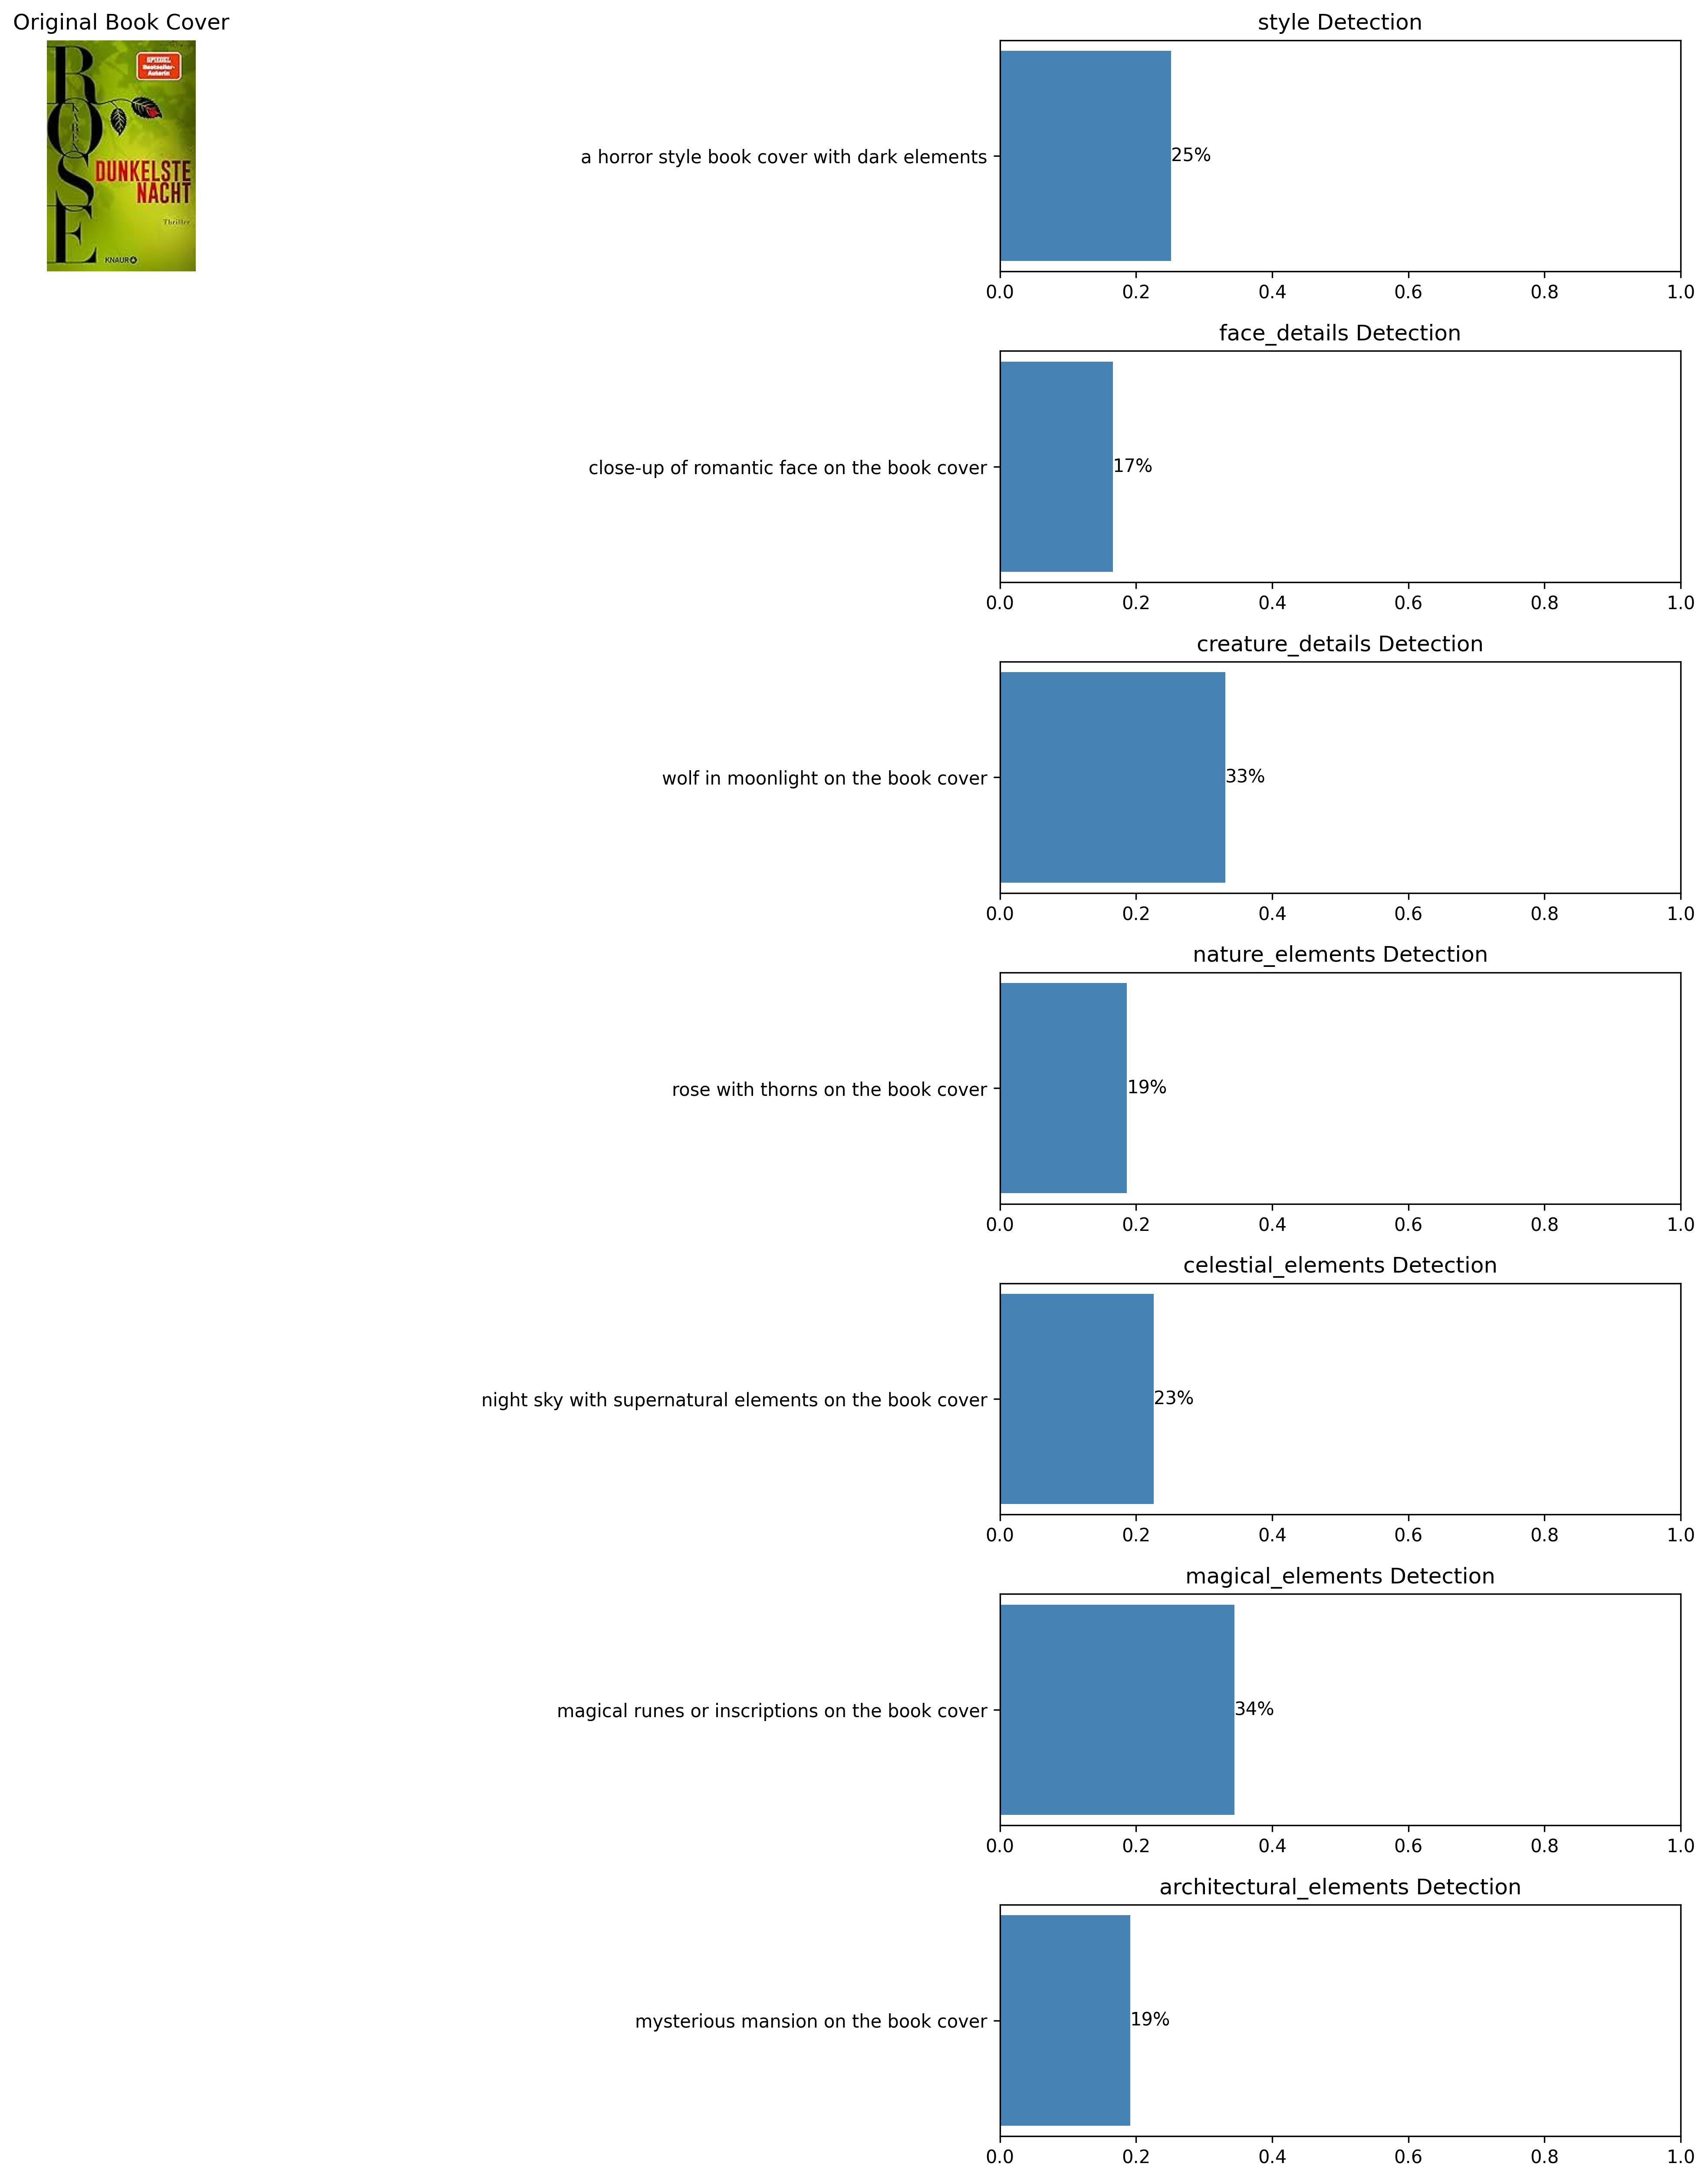 Original Book Cover
R
O
S
E
KAREN
SPIEGEL
Bestseller-
Autorin
DUNKELSTE
NACHT
Thriller
KNAUR
style Detection
a horror style book cover with dark elements
25%
0.0 0.2 0.4 0.6 0.8 1.0
face_details Detection
close-up of romantic face on the book cover
17%
0.0 0.2 0.4 0.6 0.8 1.0
creature_details Detection
wolf in moonlight on the book cover
33%
0.0 0.2 0.4 0.6 0.8 1.0
nature_elements Detection
rose with thorns on the book cover
19%
0.0 0.2 0.4 0.6 0.8 1.0
celestial_elements Detection
night sky with supernatural elements on the book cover
23%
0.0 0.2 0.4 0.6 0.8 1.0
magical_elements Detection
magical runes or inscriptions on the book cover
34%
0.0 0.2 0.4 0.6 0.8 1.0
architectural_elements Detection
mysterious mansion on the book cover
19%
0.0 0.2 0.4 0.6 0.8 1.0